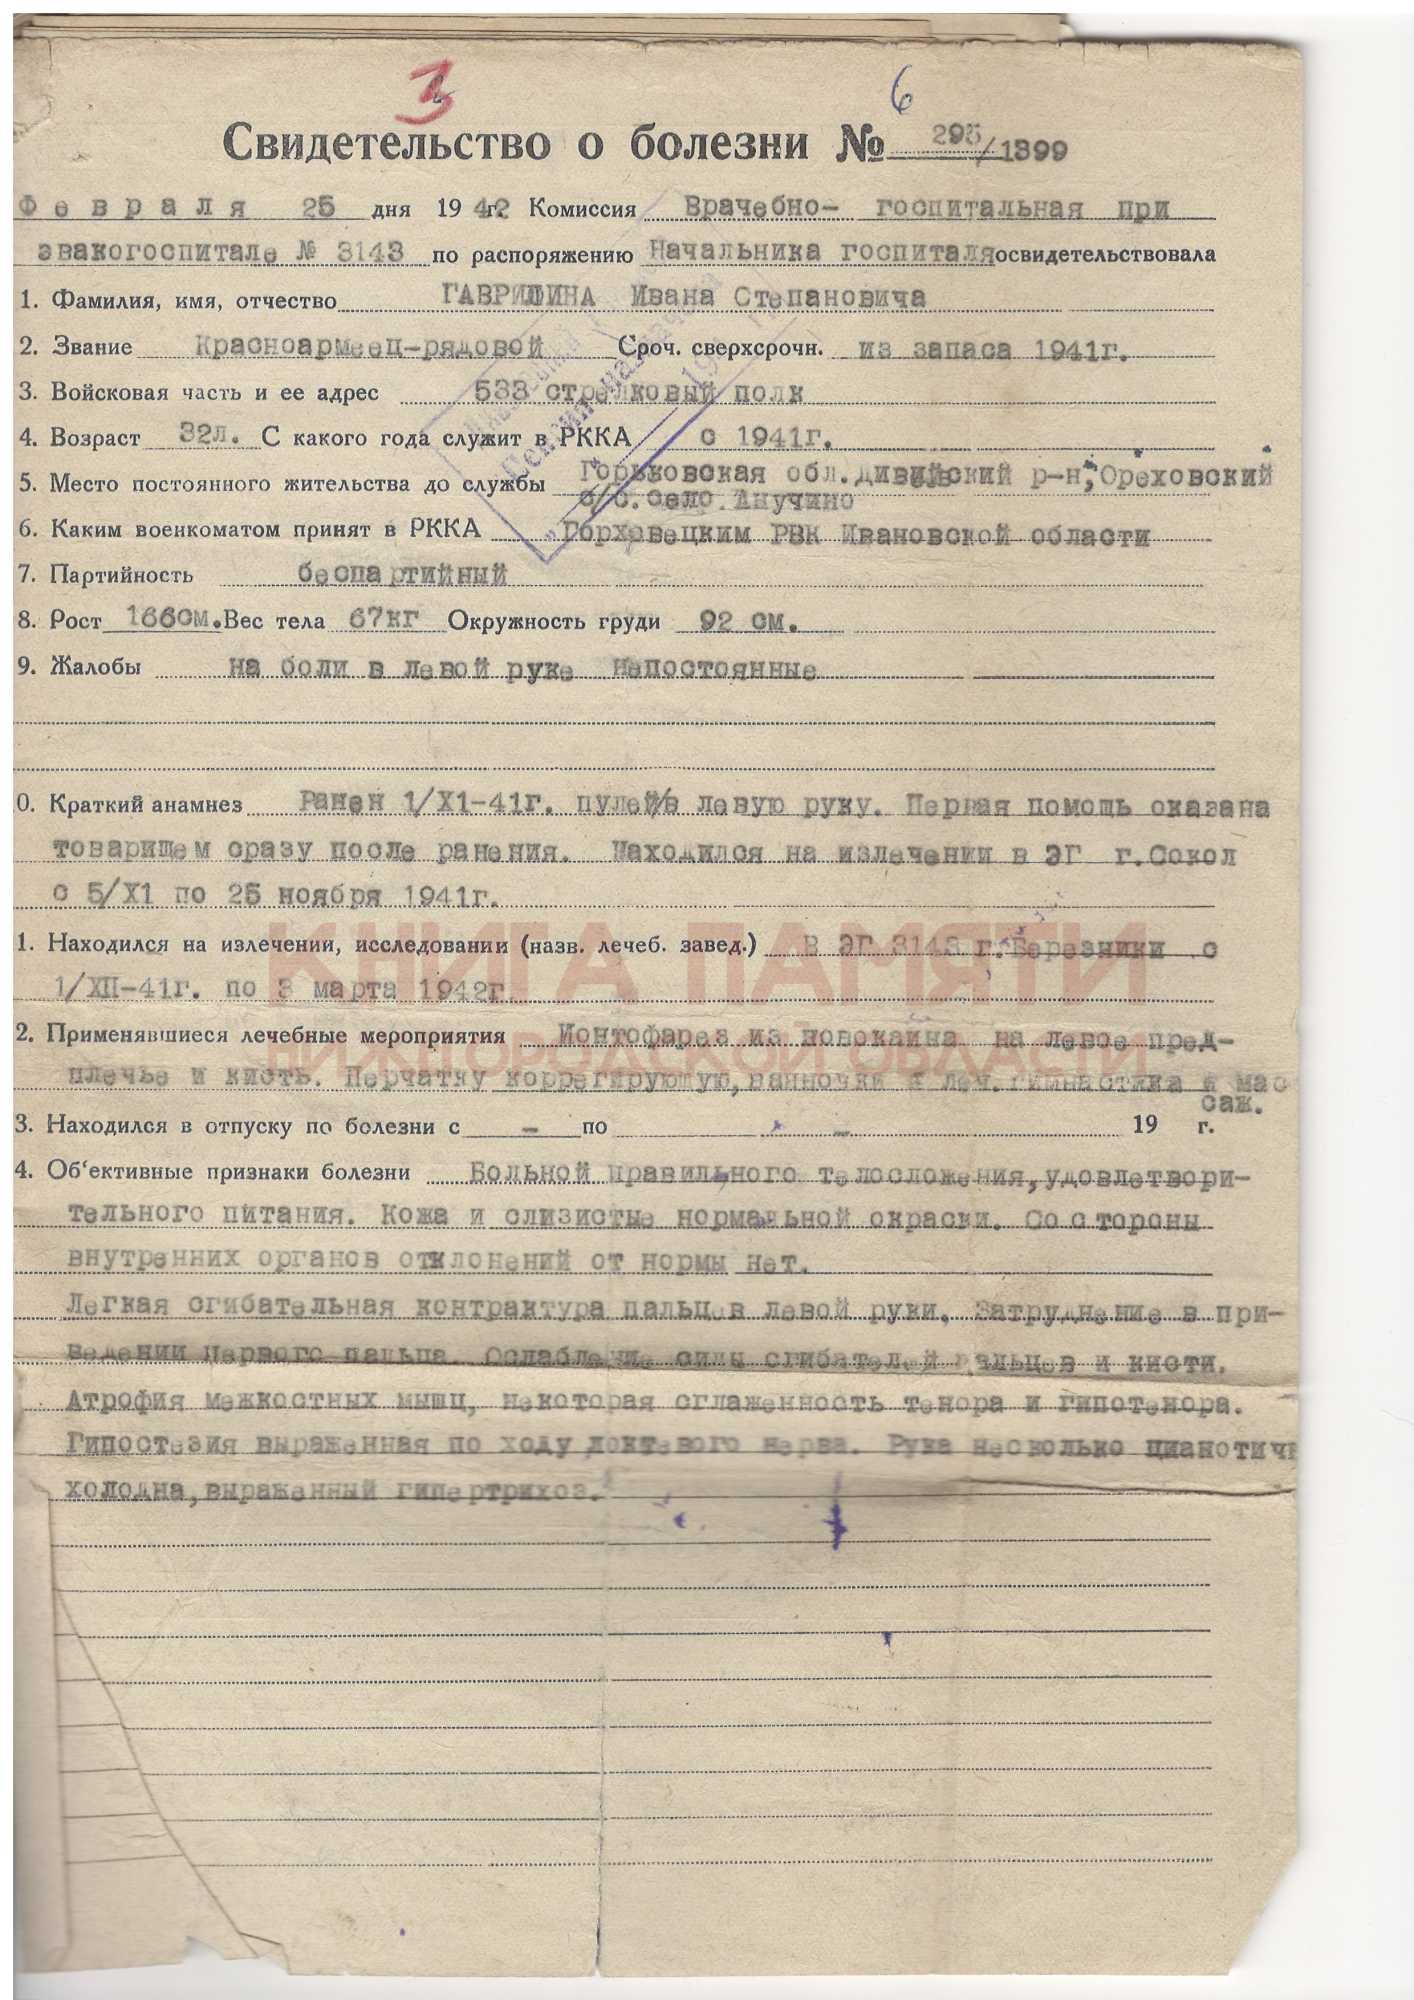 3
6
Свидетельство о болезни № 295/1399
Февраля 25 дня 1942г. Комиссия Врачебно- госпитальная при
эвакогоспитале № 3143 по распоряжению Начальника госпиталя освидетельствовала
1. Фамилия, имя, отчество ГАВРИЛИНА Ивана Степановича
2. Звание Красноармеец-рядовой Сроч. сверхсрочн. из запаса 1941г.
3. Войсковая часть и ее адрес 533 стрелковый полк
4. Возраст 32л. С какого года служит в РККА с 1941г.
5. Место постоянного жительства до службы Горьковская обл. Дивийский р-н, Ореховский
с/с. село. Анучино
6. Каким военкоматом принят в РККА Горховецким РВК Ивановской области
7. Партийность беспартийный
8. Рост 166см. Вес тела 67кг Окружность груди 92 см.
9. Жалобы на боли в левой руке непостоянные
0. Краткий анамнез Ранен 1/X1-41г. пулей в левую руку. Первая помощь оказана
товарищем сразу после ранения. Находился на излечении в ЭГ г.Сокол
с 5/X1 по 25 ноября 1941г.
1. Находился на излечении, исследовании (назв. лечеб. завед.) В ЭГ 3143 г.Березники с
1/XII-41г. по 3 марта 1942г.
КНИГА ПАМЯТИ
2. Применявшиеся лечебные мероприятия Ионтофарез из новокаина на левое пред-
НИЖЕГОРОДСКОЙ ОБЛАСТИ
плечье и кисть. Перчатку коррегирующую, ванночки и леч. гимнастика и мас
саж.
3. Находился в отпуску по болезни с - по - 19 г.
4. Об'ективные признаки болезни Больной правильного телосложения, удовлетвори-
тельного питания. Кожа и слизистые нормальной окраски. Со стороны
внутренних органов отклонений от нормы нет.
Легкая сгибательная контрактура пальцев левой руки. Затруднение в при-
ведении первого пальца. Ослабление силы сгибателей пальцев и кисти.
Атрофия межкостных мышц, некоторая сглаженность тенора и гипотенора.
Гипостезия выраженная по ходу локтевого нерва. Рука несколько цианотичн
холодна, выраженный гипертрихоз.